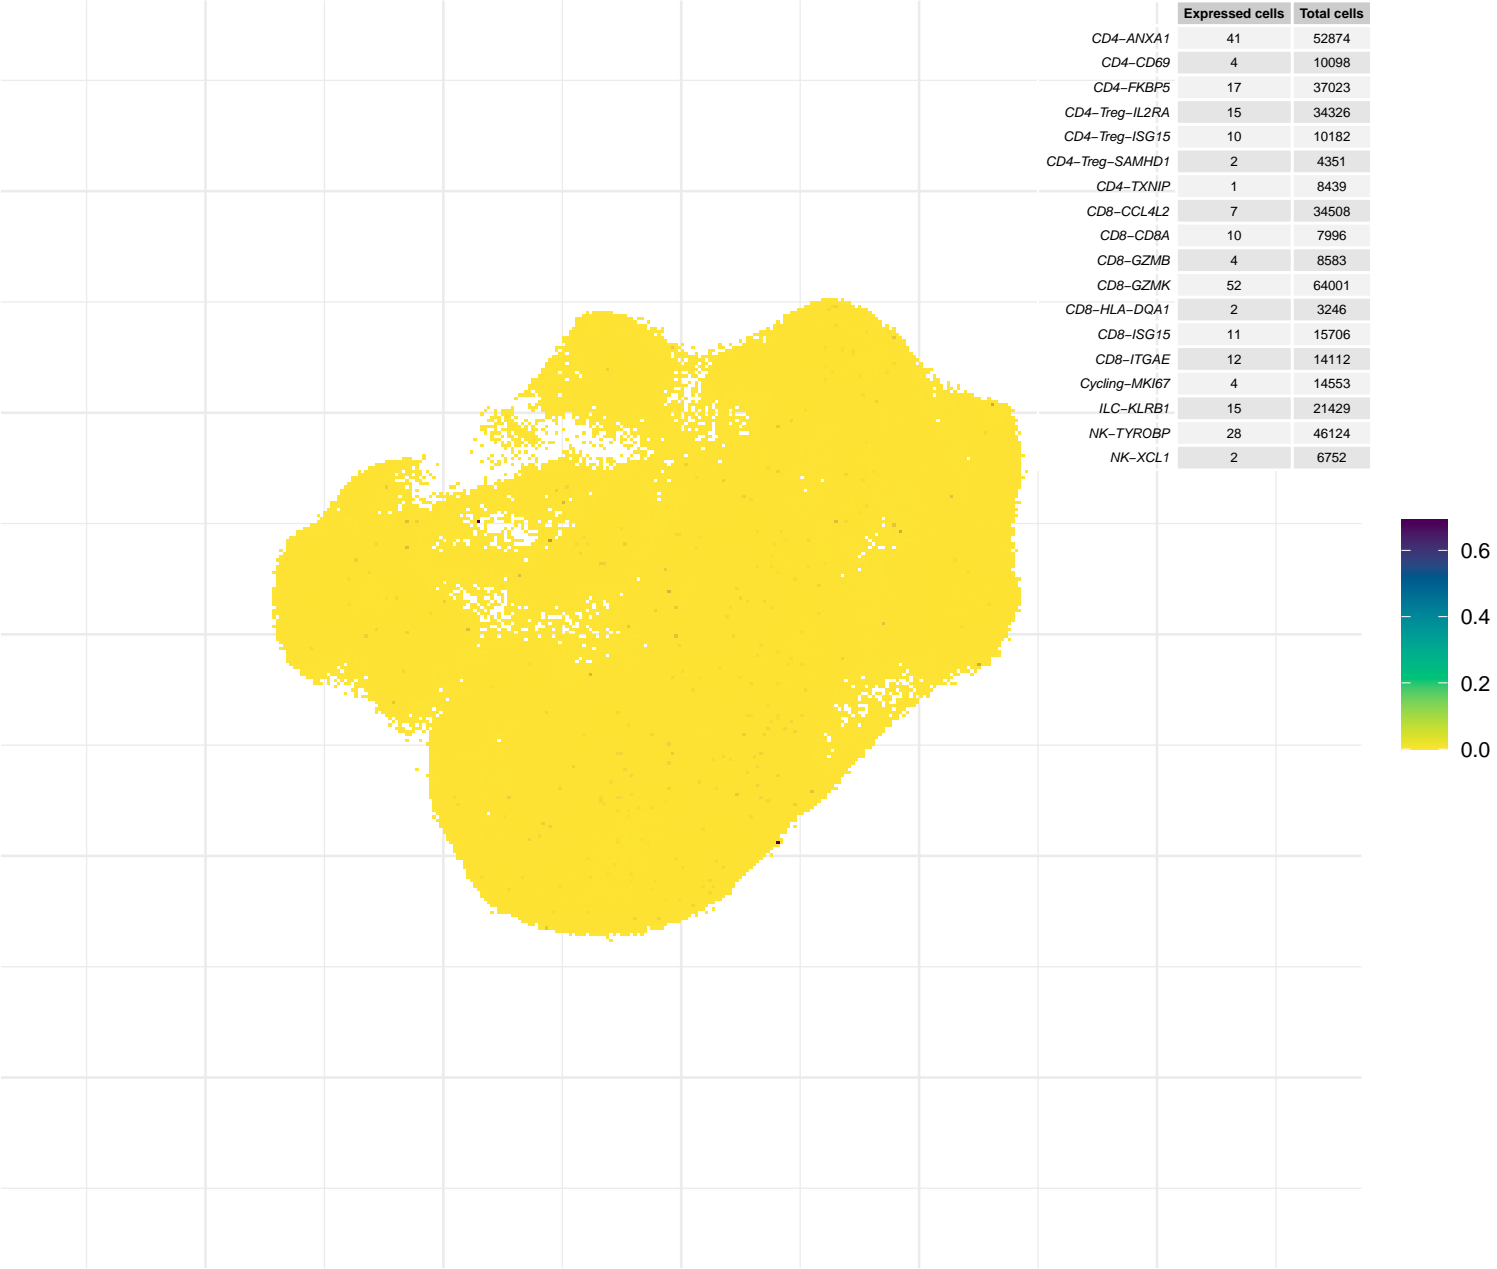 Expressed cells Total cells
CD4−ANXA1 41 52874
CD4−CD69 4 10098
CD4−FKBP5 17 37023
CD4−Treg−IL2RA 15 34326
CD4−Treg−ISG15 10 10182
CD4−Treg−SAMHD1 2 4351
CD4−TXNIP 1 8439
CD8−CCL4L2 7 34508
CD8−CD8A 10 7996
CD8−GZMB 4 8583
CD8−GZMK 52 64001
CD8−HLA−DQA1 2 3246
CD8−ISG15 11 15706
CD8−ITGAE 12 14112
Cycling−MKI67 4 14553
ILC−KLRB1 15 21429
NK−TYROBP 28 46124
NK−XCL1 2 6752
0.6
0.4
0.2
0.0